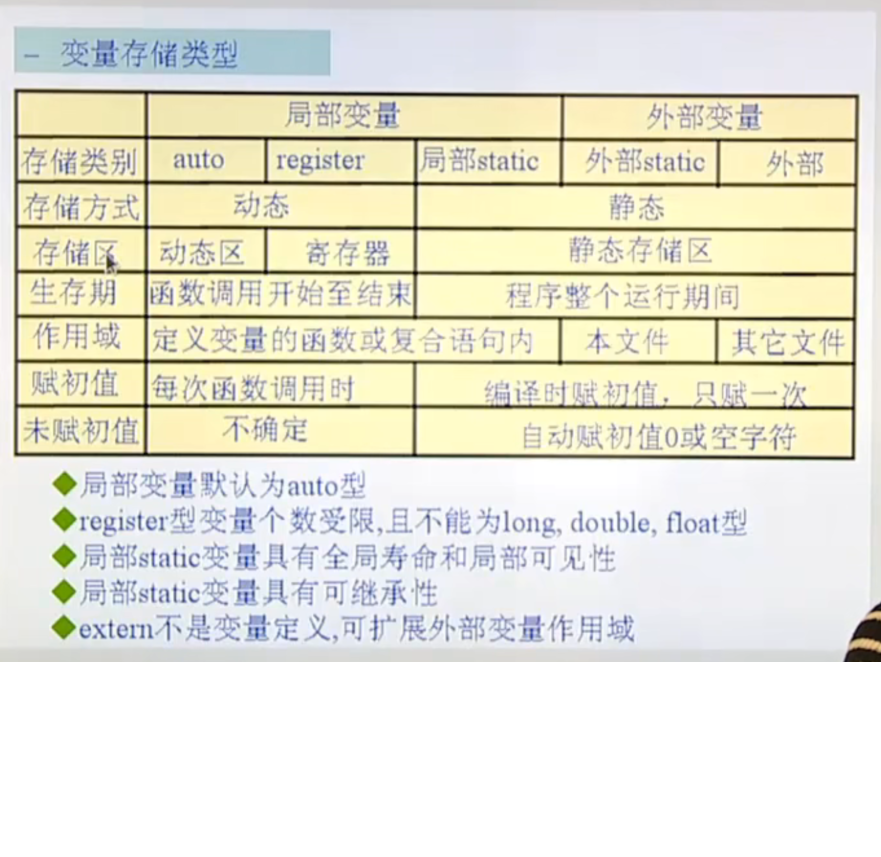 – 变量存储类型
局部变量 外部变量
存储类别 auto register 局部static 外部static 外部
存储方式 动态 静态
存储区 动态区 寄存器 静态存储区
生存期 函数调用开始至结束 程序整个运行期间
作用域 定义变量的函数或复合语句内 本文件 其它文件
赋初值 每次函数调用时 编译时赋初值，只赋一次
未赋初值 不确定 自动赋初值0或空字符
◆局部变量默认为auto型
◆register型变量个数受限,且不能为long, double, float型
◆局部static变量具有全局寿命和局部可见性
◆局部static变量具有可继承性
◆extern不是变量定义,可扩展外部变量作用域